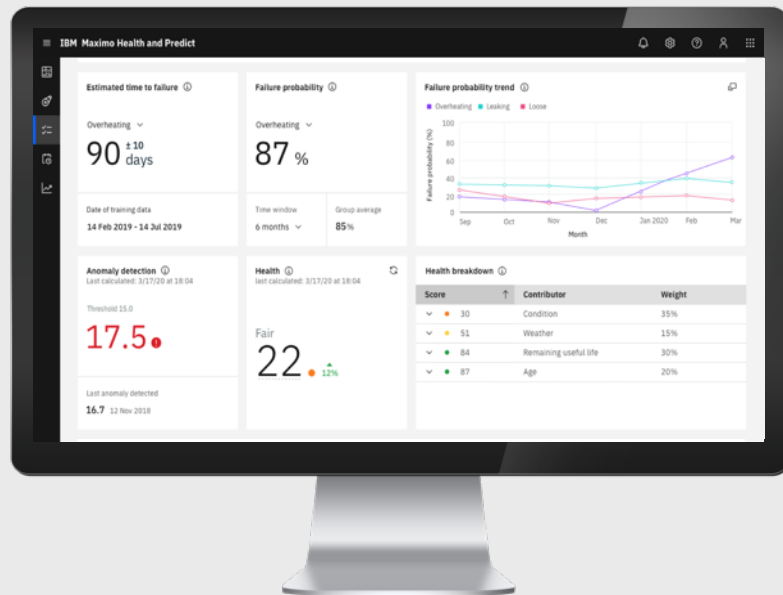 IBM Maximo Health and Predict
Estimated time to failure
Overheating
90 ± 10 days
Date of training data
14 Feb 2019 - 14 Jul 2019
Failure probability
Overheating
87 %
Time window
6 months
Group average
85%
Failure probability trend
Overheating Leaking Loose
Failure probability (%)
100
80
60
40
20
0
Sep Oct Nov Dec Jan 2020 Feb Mar
Month
Anomaly detection
Last calculated: 3/17/20 at 18:04
Threshold 15.0
17.5
Last anomaly detected
16.7 12 Nov 2018
Health
last calculated: 3/17/20 at 18:04
Fair
22
12%
Health breakdown
Score Contributor Weight
30 Condition 35%
51 Weather 15%
84 Remaining useful life 30%
87 Age 20%